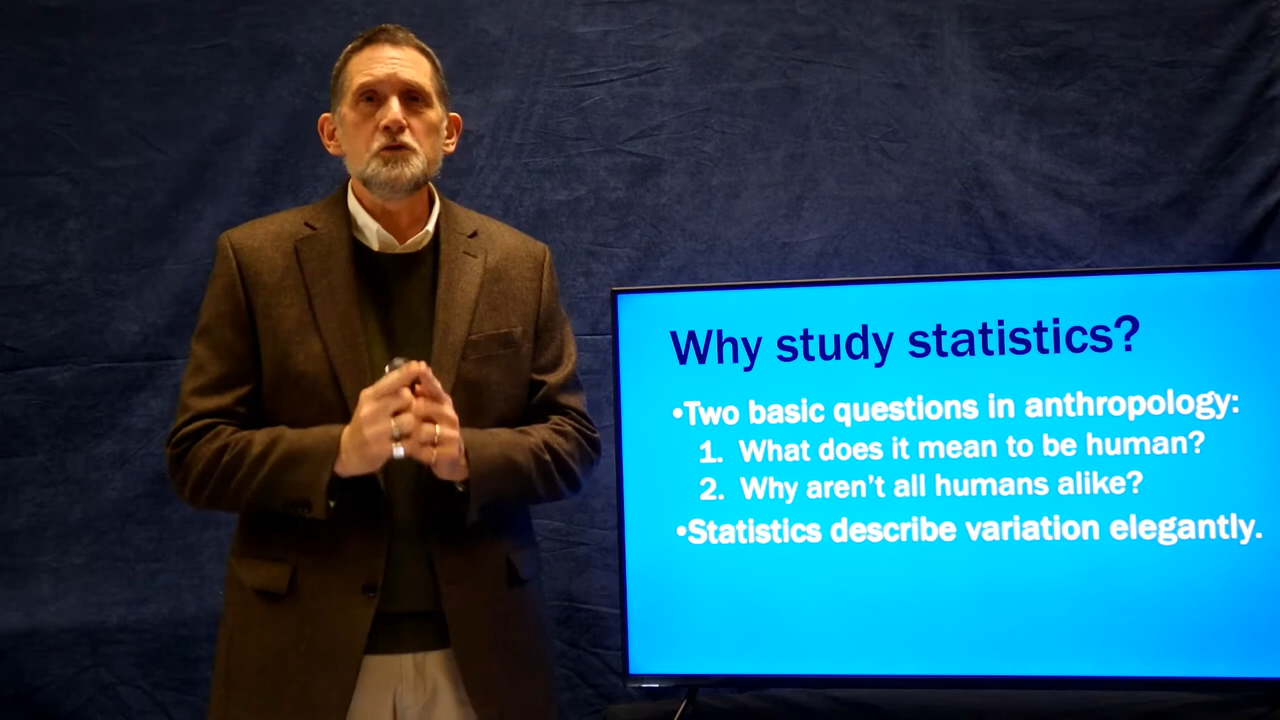 Why study statistics?
•Two basic questions in anthropology:
1. What does it mean to be human?
2. Why aren't all humans alike?
•Statistics describe variation elegantly.